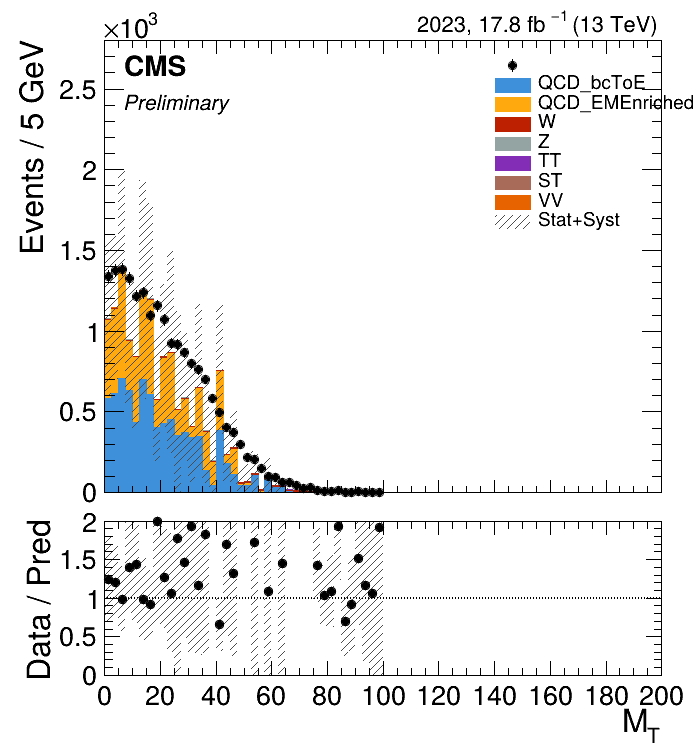 ×10³
2023, 17.8 fb⁻¹ (13 TeV)
CMS
Preliminary
QCD_bcToE
QCD_EMEnriched
W
Z
TT
ST
VV
Stat+Syst
Events / 5 GeV
2.5
2
1.5
1
0.5
0
Data / Pred
2
1.5
1
0.5
0
0 20 40 60 80 100 120 140 160 180 200
M_T